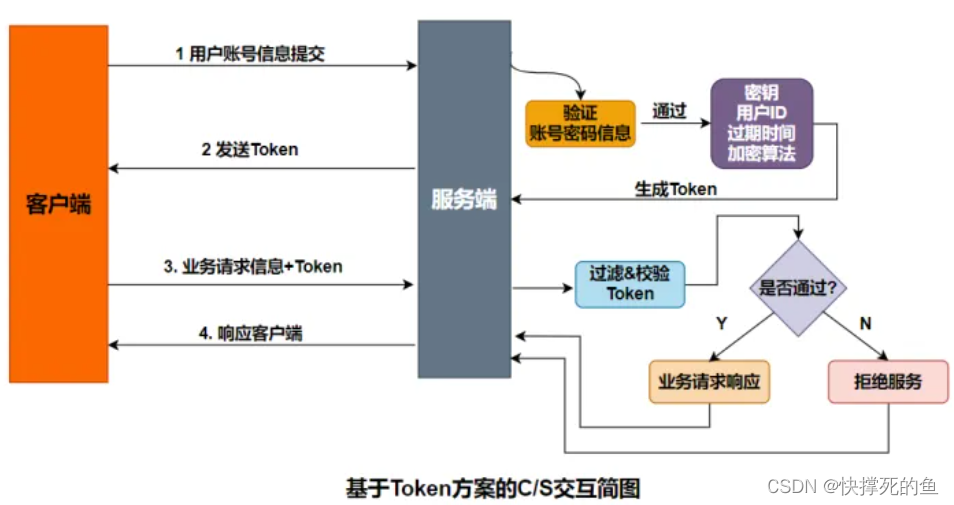 1 用户账号信息提交
验证
账号密码信息
通过
密钥
用户ID
过期时间
加密算法
2 发送Token
生成Token
客户端
服务端
3. 业务请求信息+Token
过滤&校验
Token
是否通过?
Y
N
4. 响应客户端
业务请求响应
拒绝服务
基于Token方案的C/S交互简图
CSDN @快撑死的鱼